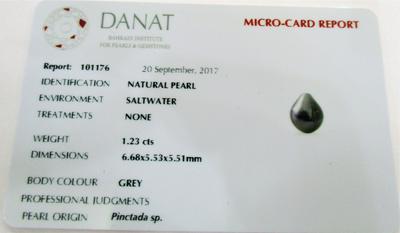 DANAT
BAHRAIN INSTITUTE
FOR PEARLS & GEMSTONES
MICRO-CARD REPORT
Report: 101176 20 September, 2017
IDENTIFICATION NATURAL PEARL
ENVIRONMENT SALTWATER
TREATMENTS NONE
WEIGHT 1.23 cts
DIMENSIONS 6.68x5.53x5.51mm
BODY COLOUR GREY
PROFESSIONAL JUDGMENTS
PEARL ORIGIN Pinctada sp.